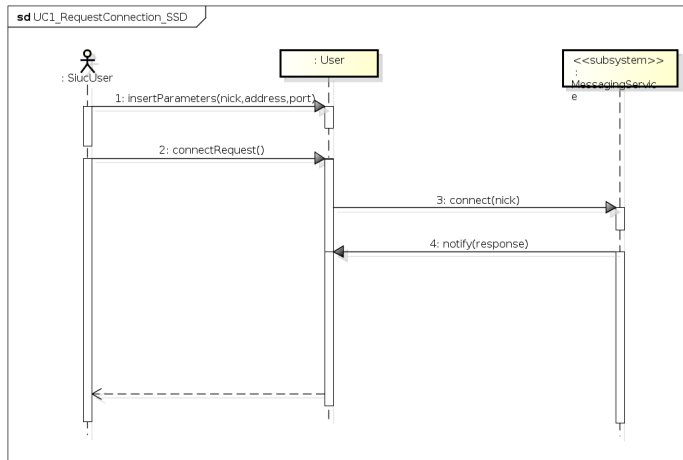 sd UC1_RequestConnection_SSD
: SiucUser
: User
<<subsystem>>
:
MessagingServic
e
1: insertParameters(nick,address,port)
2: connectRequest()
3: connect(nick)
4: notify(response)